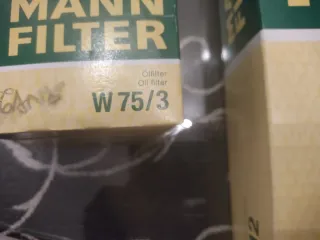 MANN
FILTER
Ölfilter
Oil filter
W 75/3